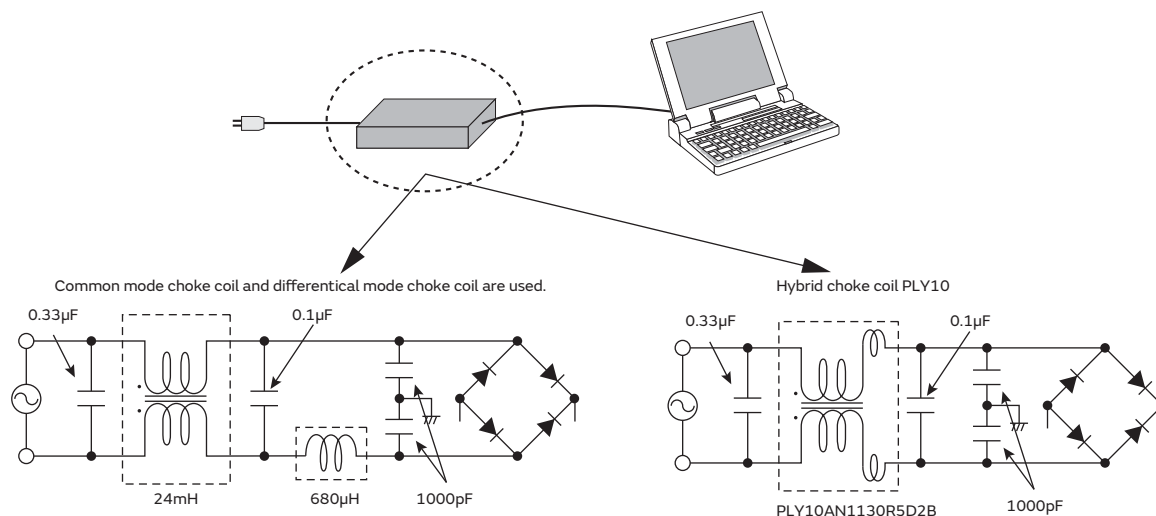 Common mode choke coil and differentical mode choke coil are used.
0.33µF
0.1µF
24mH
680µH
1000pF
Hybrid choke coil PLY10
0.33µF
0.1µF
PLY10AN1130R5D2B
1000pF